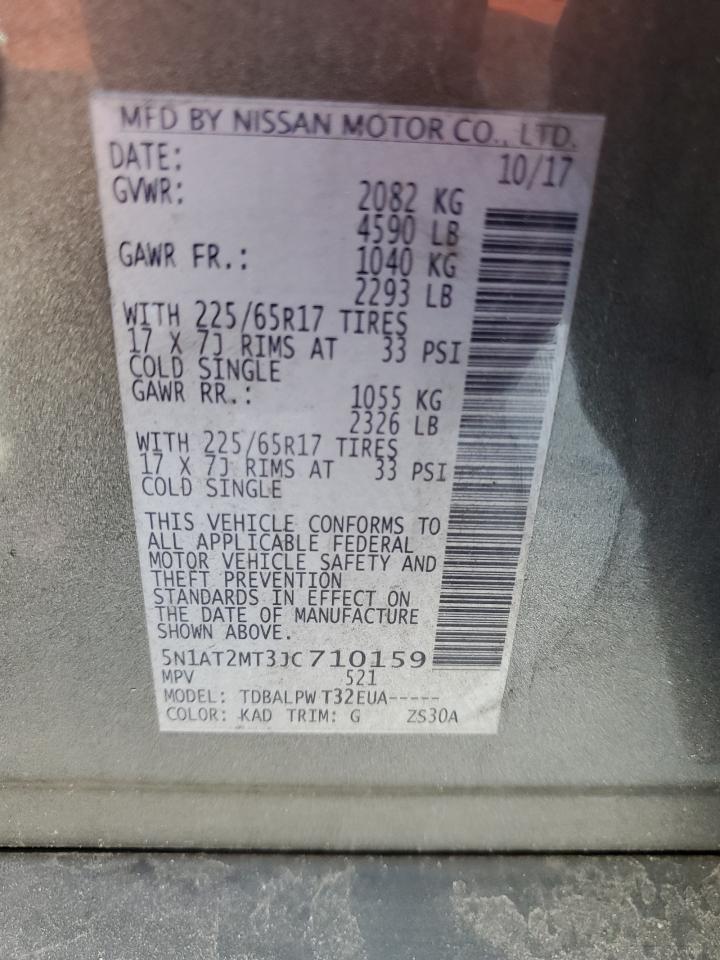 MFD BY NISSAN MOTOR CO., LTD.
DATE: 10/17
GVWR: 2082 KG
4590 LB
GAWR FR.: 1040 KG
2293 LB
WITH 225/65R17 TIRES
17 X 7J RIMS AT 33 PSI
COLD SINGLE
GAWR RR.: 1055 KG
2326 LB
WITH 225/65R17 TIRES
17 X 7J RIMS AT 33 PSI
COLD SINGLE
THIS VEHICLE CONFORMS TO
ALL APPLICABLE FEDERAL
MOTOR VEHICLE SAFETY AND
THEFT PREVENTION
STANDARDS IN EFFECT ON
THE DATE OF MANUFACTURE
SHOWN ABOVE.
5N1AT2MT3JC710159
MPV 521
MODEL: TDBALPW T32EUA-----
COLOR: KAD TRIM: G ZS30A